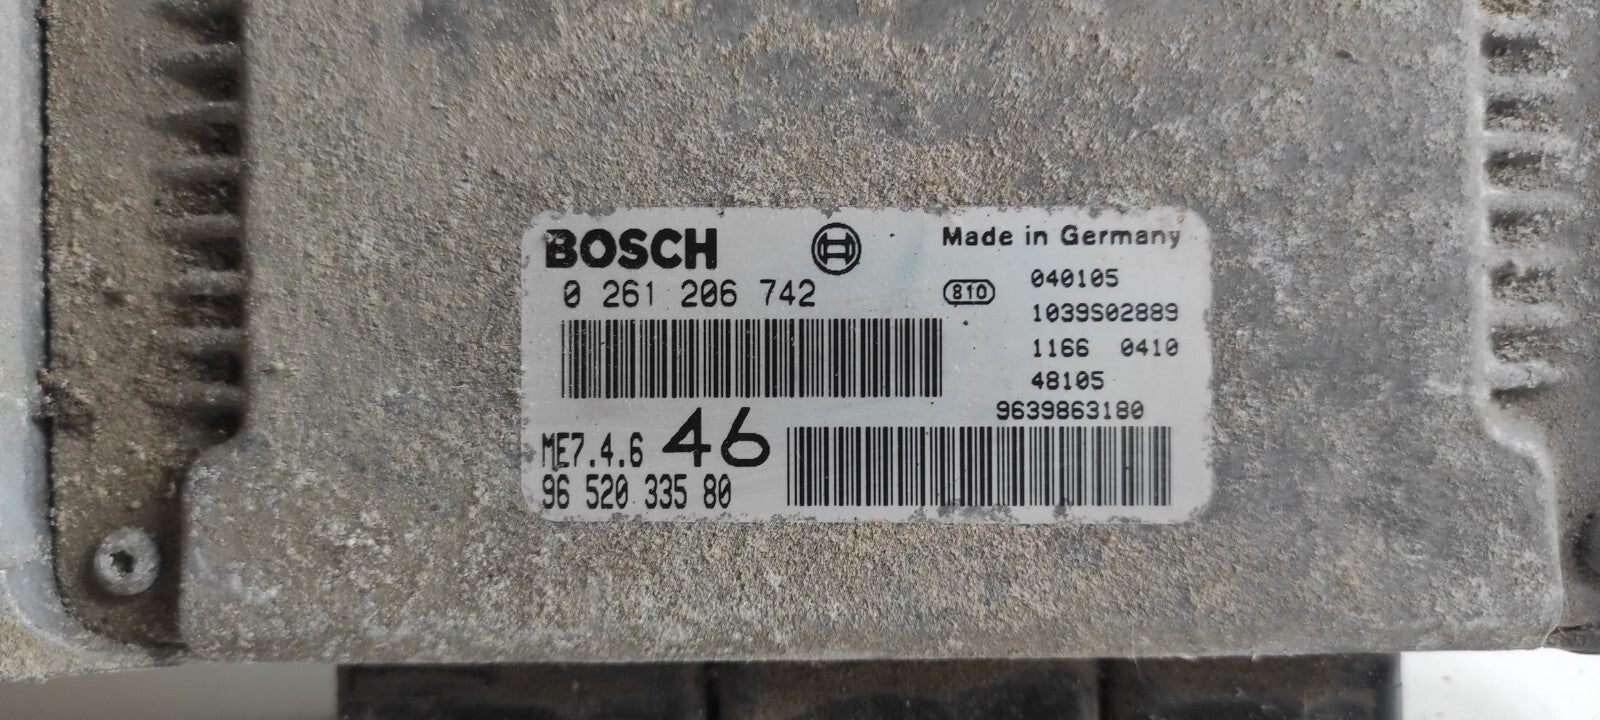 BOSCH
Made in Germany
0 261 206 742
810
040105
1039S02889
1166 0410
48105
9639863180
ME7.4.6 46
96 520 335 80